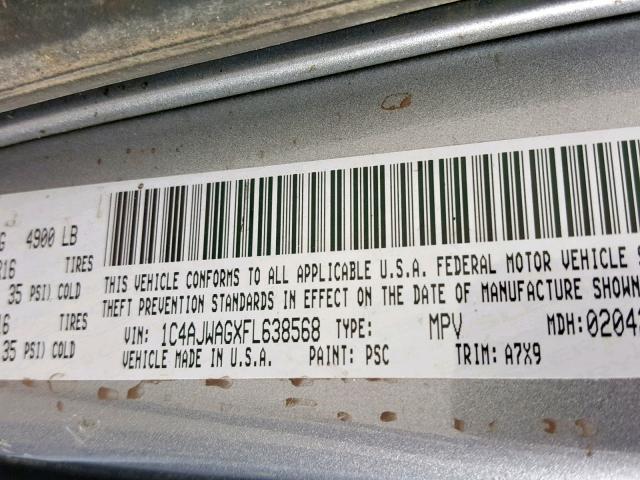 G 4900 LB
R16 TIRES
35 PSI) COLD
16 TIRES
35 PSI) COLD
THIS VEHICLE CONFORMS TO ALL APPLICABLE U.S.A. FEDERAL MOTOR VEHICLE S
THEFT PREVENTION STANDARDS IN EFFECT ON THE DATE OF MANUFACTURE SHOWN
VIN: 1C4AJWAGXFL638568 TYPE: MPV MDH:0204
VEHICLE MADE IN U.S.A. PAINT: PSC TRIM: A7X9